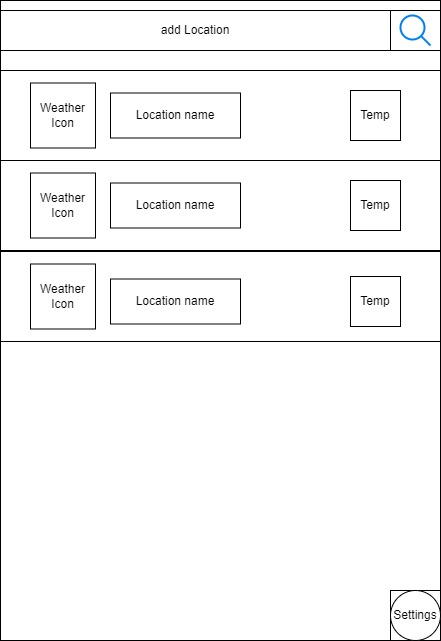 add Location
Weather
Icon
Location name
Temp
Weather
Icon
Location name
Temp
Weather
Icon
Location name
Temp
Settings